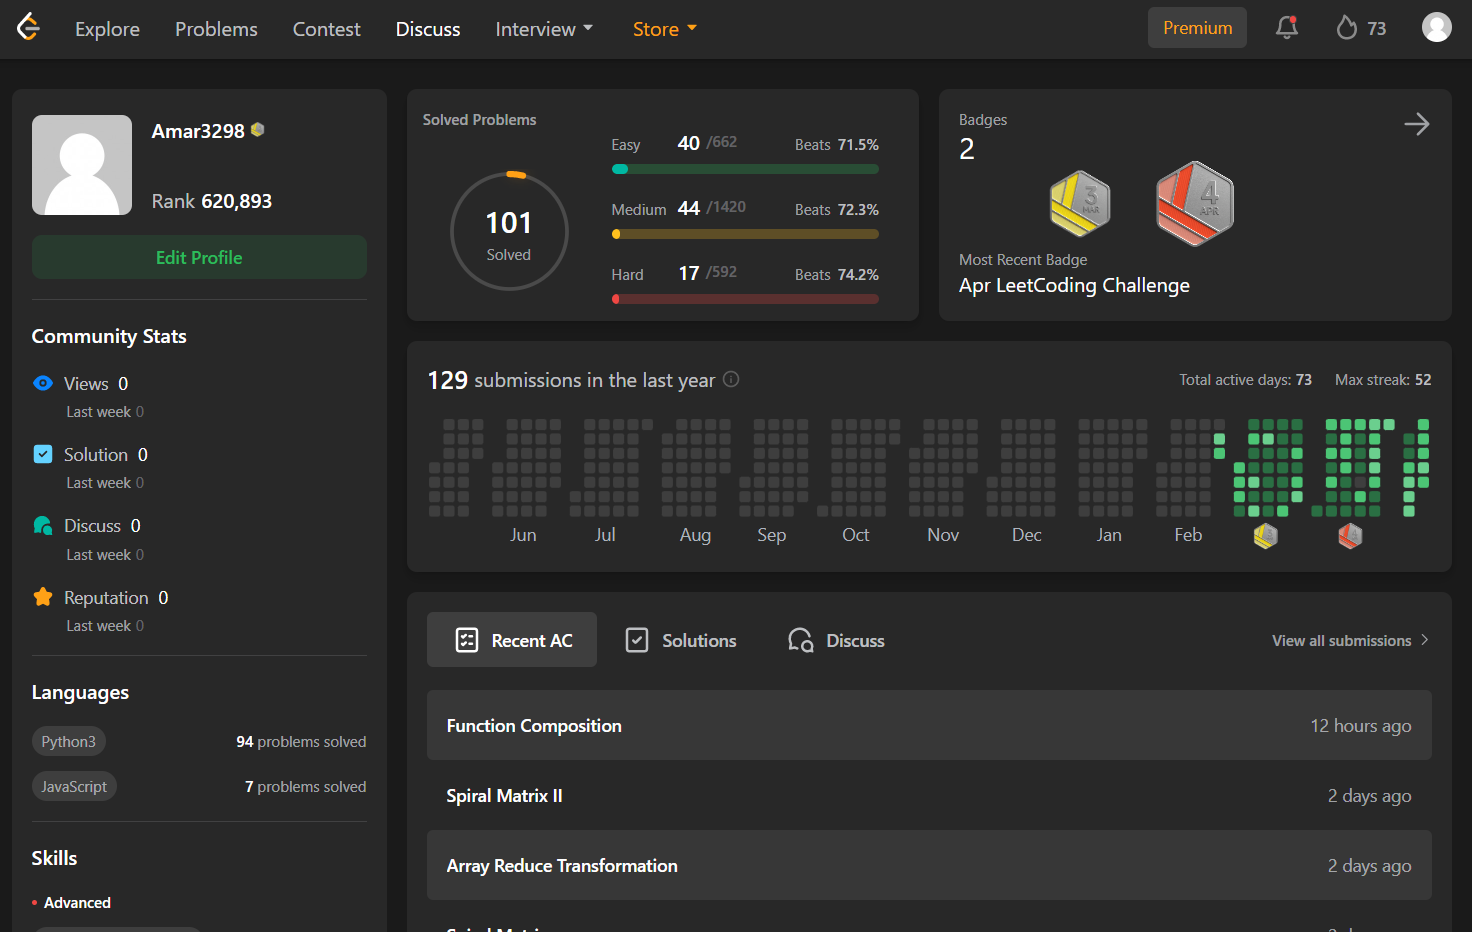 Explore Problems Contest Discuss Interview Store Premium 73
Amar3298
Rank 620,893
Edit Profile
Community Stats
Views 0
Last week 0
Solution 0
Last week 0
Discuss 0
Last week 0
Reputation 0
Last week 0
Languages
Python3 94 problems solved
JavaScript 7 problems solved
Skills
Advanced
Solved Problems
101
Solved
Easy 40 /662 Beats 71.5%
Medium 44 /1420 Beats 72.3%
Hard 17 /592 Beats 74.2%
Badges
2
3
MAR
4
APR
Most Recent Badge
Apr LeetCoding Challenge
129 submissions in the last year Total active days: 73 Max streak: 52
Jun Jul Aug Sep Oct Nov Dec Jan Feb
Recent AC Solutions Discuss View all submissions
Function Composition 12 hours ago
Spiral Matrix II 2 days ago
Array Reduce Transformation 2 days ago